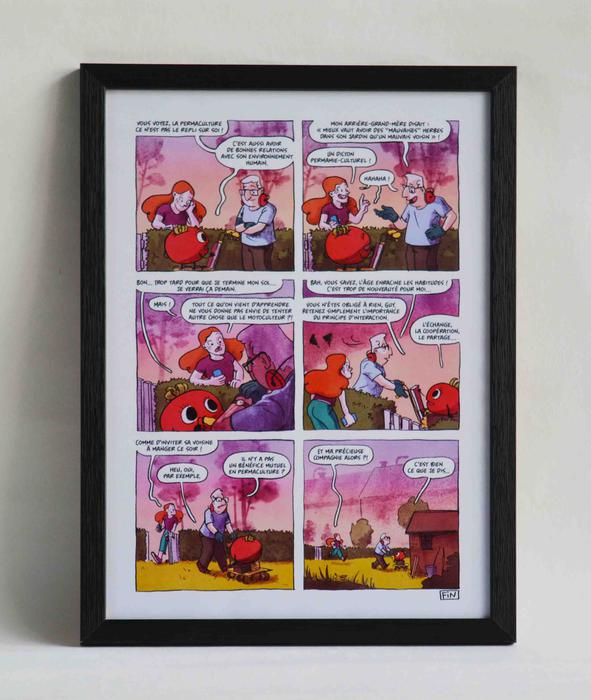 VOUS VOYEZ, LA PERMACULTURE
CE N'EST PAS LE REPLI SUR SOI !
C'EST AUSSI AVOIR
DE BONNES RELATIONS
AVEC SON ENVIRONNEMENT
HUMAIN.
MON ARRIÈRE-GRAND-MÈRE DISAIT :
« MIEUX VAUT AVOIR DES "MAUVAISES" HERBES
DANS SON JARDIN QU'UN MAUVAIS VOISIN » !
UN DICTON
PERMAMIE-CULTUREL !
HAHAHA !
BON... TROP TARD POUR QUE JE TERMINE MON SOL...
JE VERRAI ÇA DEMAIN.
MAIS !
TOUT CE QU'ON VIENT D'APPRENDRE
NE VOUS DONNE PAS ENVIE DE TENTER
AUTRE CHOSE QUE LE MOTOCULTEUR ?!
BAH, VOUS SAVEZ, L'ÂGE ENRACINE LES HABITUDES !
C'EST TROP DE NOUVEAUTÉ POUR MOI...
VOUS N'ÊTES OBLIGÉ À RIEN, GUY.
RETENEZ SIMPLEMENT L'IMPORTANCE
DU PRINCIPE D'INTERACTION.
L'ÉCHANGE,
LA COOPÉRATION,
LE PARTAGE...
COMME D'INVITER SA VOISINE
À MANGER CE SOIR !
HEU, OUI,
PAR EXEMPLE.
IL N'Y A PAS
UN BÉNÉFICE MUTUEL
EN PERMACULTURE ?
ET MA PRÉCIEUSE
COMPAGNIE ALORS ?!
C'EST BIEN
CE QUE JE DIS...
FIN